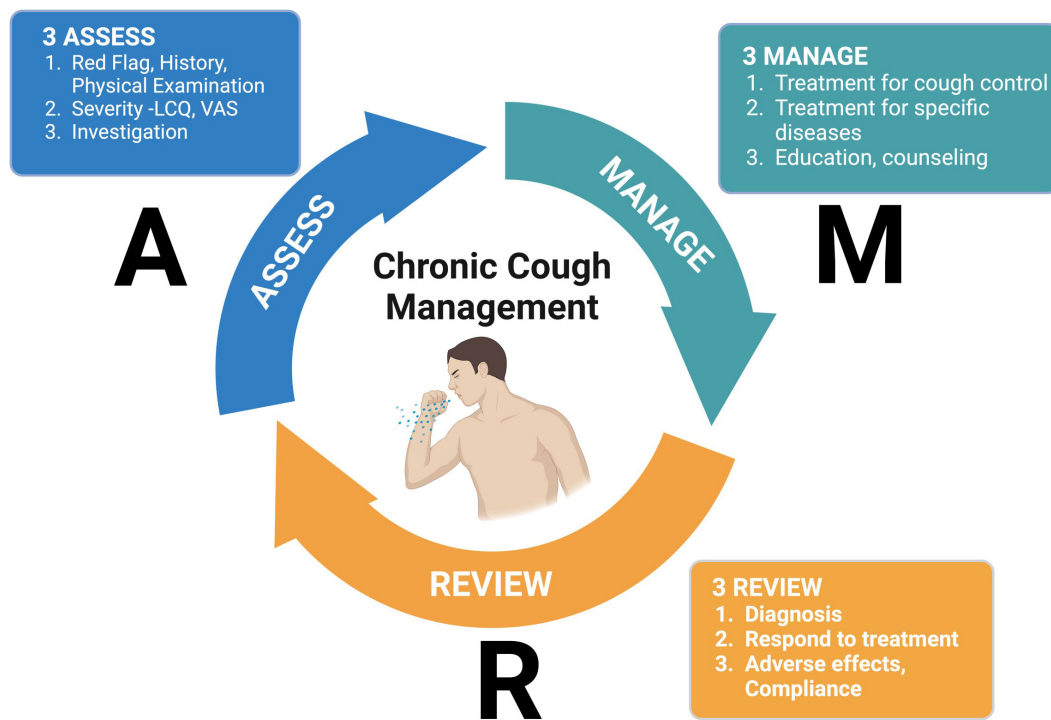 3 ASSESS
1. Red Flag, History,
Physical Examination
2. Severity -LCQ, VAS
3. Investigation
3 MANAGE
1. Treatment for cough control
2. Treatment for specific
diseases
3. Education, counseling
A
M
ASSESS
MANAGE
Chronic Cough
Management
REVIEW
3 REVIEW
1. Diagnosis
2. Respond to treatment
3. Adverse effects,
Compliance
R